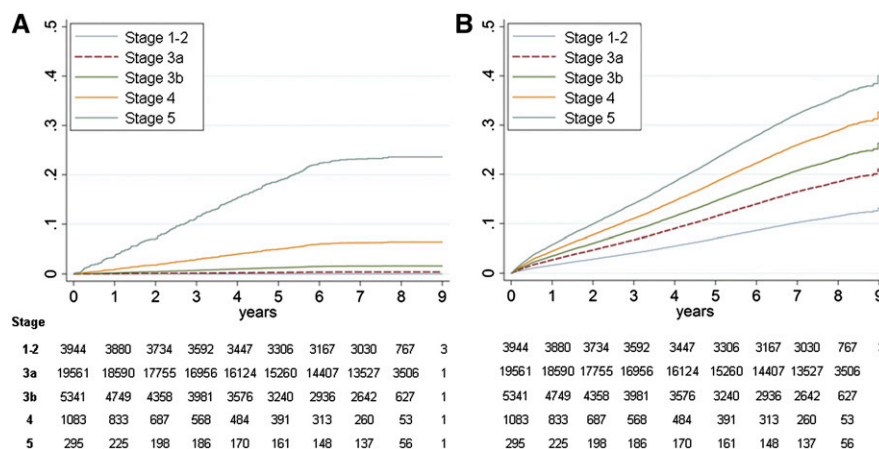 A
Stage 1-2
Stage 3a
Stage 3b
Stage 4
Stage 5
.5
.4
.3
.2
.1
0
0 1 2 3 4 5 6 7 8 9
years
B
Stage 1-2
Stage 3a
Stage 3b
Stage 4
Stage 5
.5
.4
.3
.2
.1
0
0 1 2 3 4 5 6 7 8 9
years
Stage
1-2 3944 3880 3734 3592 3447 3306 3167 3030 767 3
3a 19561 18590 17755 16956 16124 15260 14407 13527 3506 1
3b 5341 4749 4358 3981 3576 3240 2936 2642 627 1
4 1083 833 687 568 484 391 313 260 53 1
5 295 225 198 186 170 161 148 137 56 1
3944 3880 3734 3592 3447 3306 3167 3030 767
19561 18590 17755 16956 16124 15260 14407 13527 3506
5341 4749 4358 3981 3576 3240 2936 2642 627
1083 833 687 568 484 391 313 260 53
295 225 198 186 170 161 148 137 56